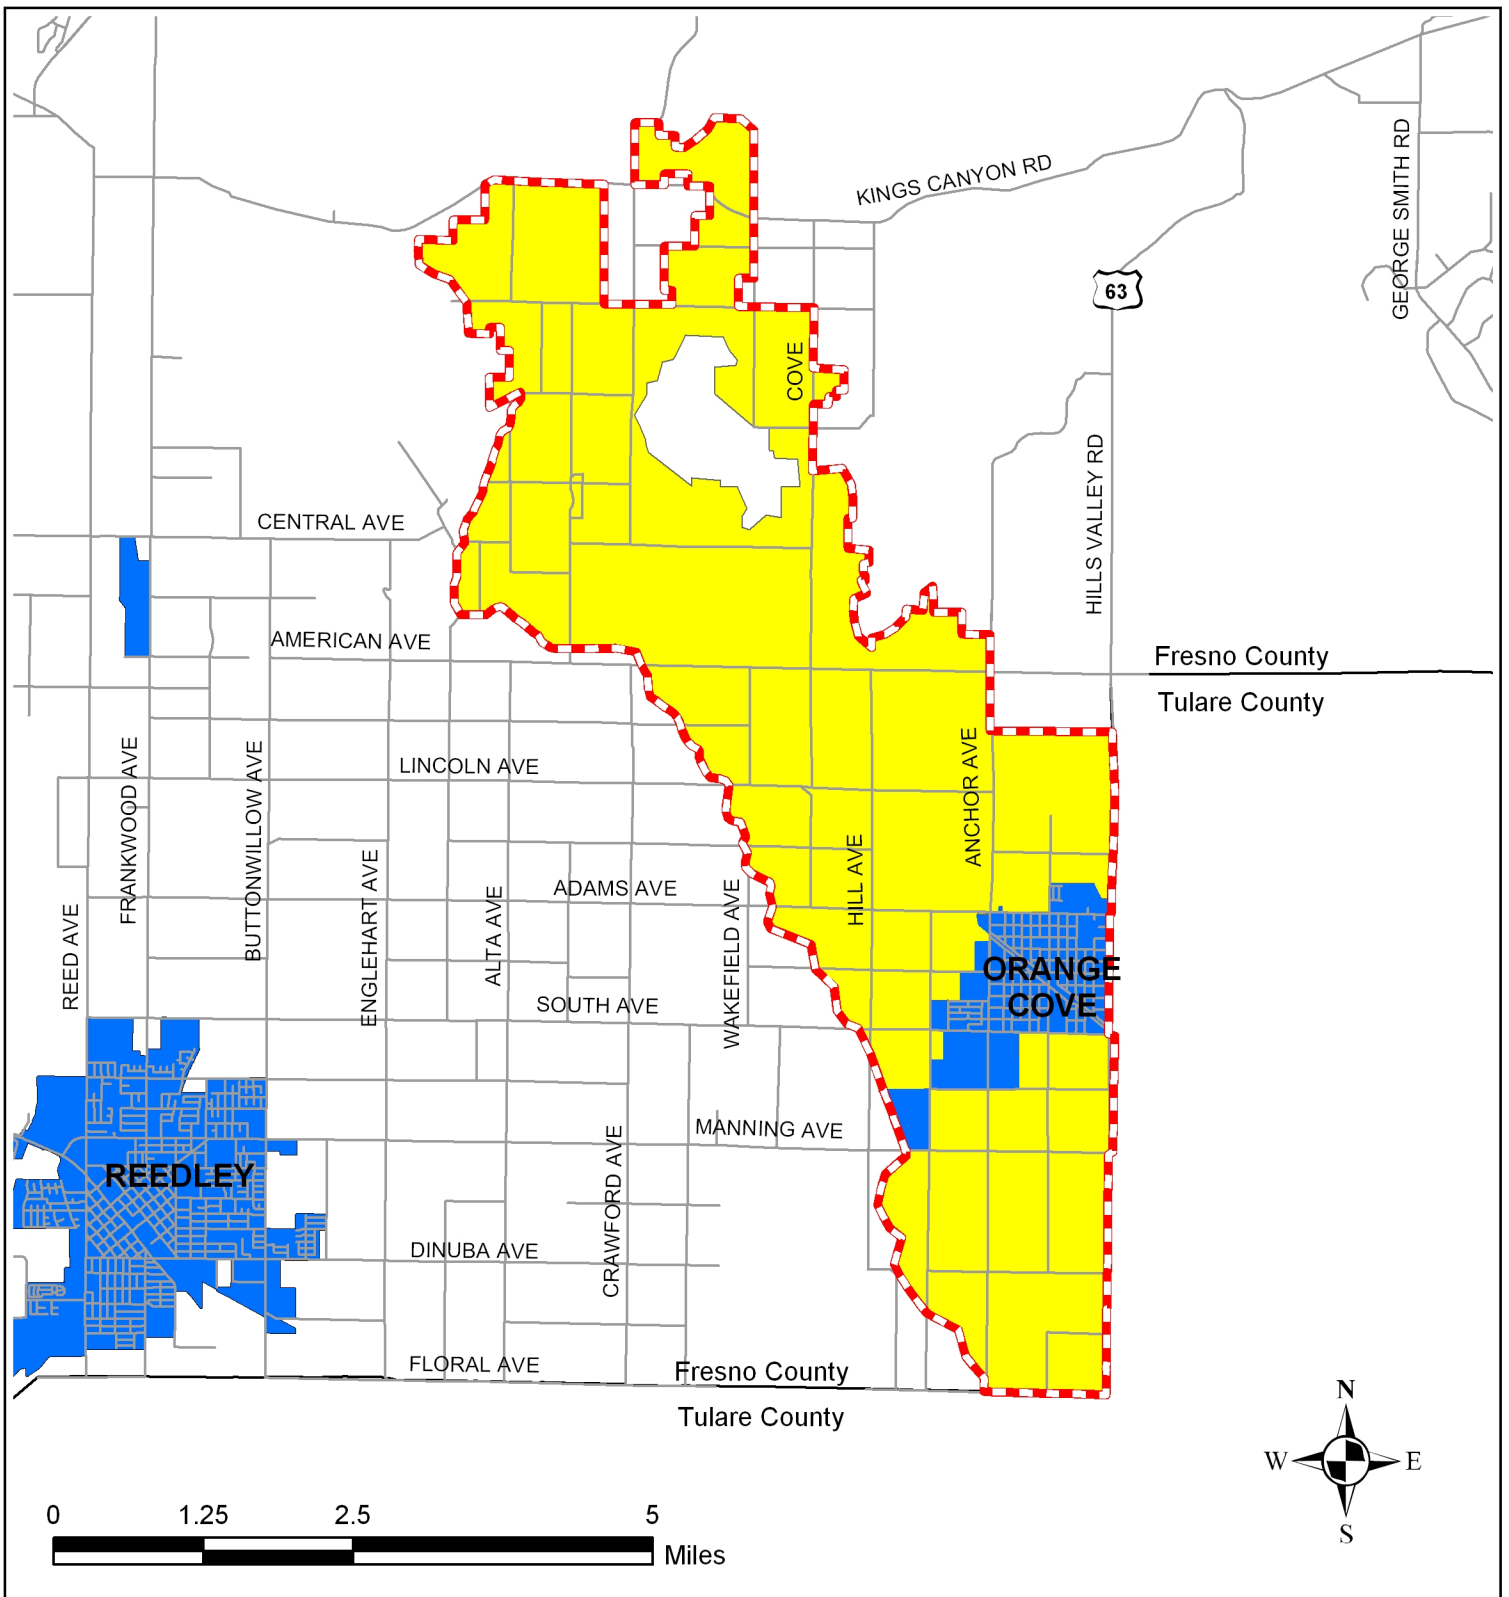 KINGS CANYON RD
GEORGE SMITH RD
63
COVE
HILLS VALLEY RD
CENTRAL AVE
AMERICAN AVE
Fresno County
Tulare County
FRANKWOOD AVE
BUTTONWILLOW AVE
LINCOLN AVE
ANCHOR AVE
HILL AVE
ENGLEHART AVE
ADAMS AVE
ALTA AVE
WAKEFIELD AVE
REED AVE
ORANGE
COVE
SOUTH AVE
MANNING AVE
CRAWFORD AVE
REEDLEY
DINUBA AVE
FLORAL AVE
Fresno County
Tulare County
N
W E
S
0 1.25 2.5 5
Miles